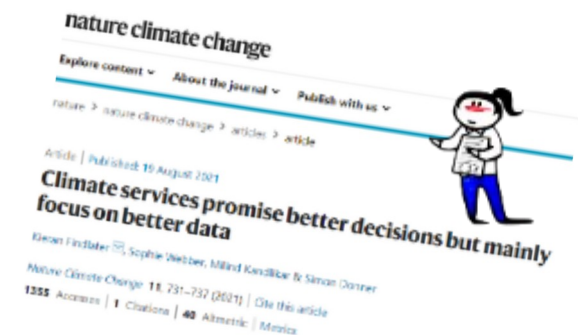 nature climate change
Explore content About the journal Publish with us
nature > nature climate change > articles > article
Article | Published: 19 August 2021
Climate services promise better decisions but mainly
focus on better data
Kieran Findlater, Sophie Webber, Milind Kandlikar & Simon Donner
Nature Climate Change 11, 731–737 (2021) | Cite this article
1355 Accesses | 1 Citations | 40 Altmetric | Metrics